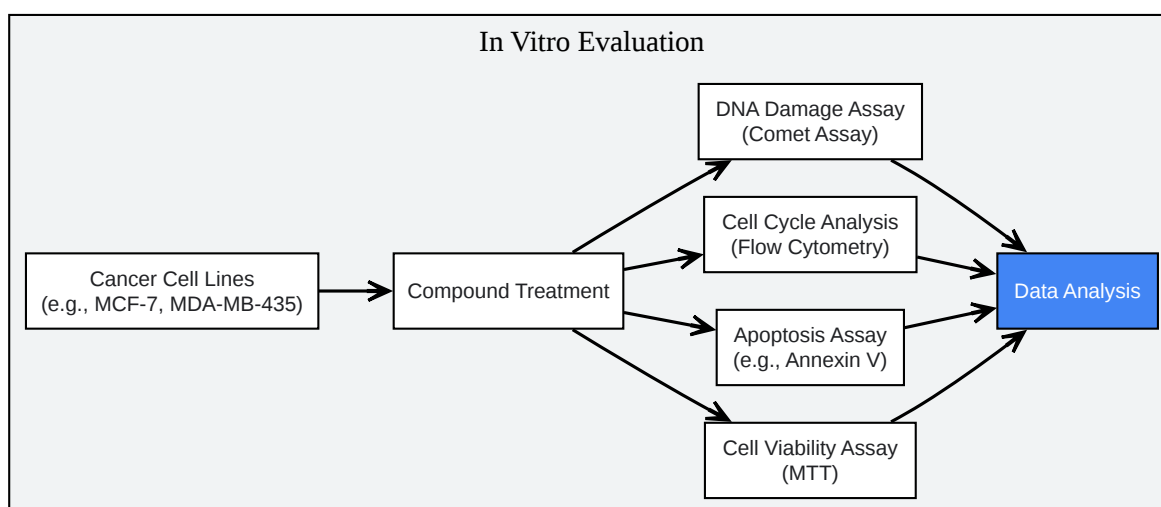 In Vitro Evaluation
Cancer Cell Lines
(e.g., MCF-7, MDA-MB-435)
Compound Treatment
DNA Damage Assay
(Comet Assay)
Cell Cycle Analysis
(Flow Cytometry)
Apoptosis Assay
(e.g., Annexin V)
Cell Viability Assay
(MTT)
Data Analysis